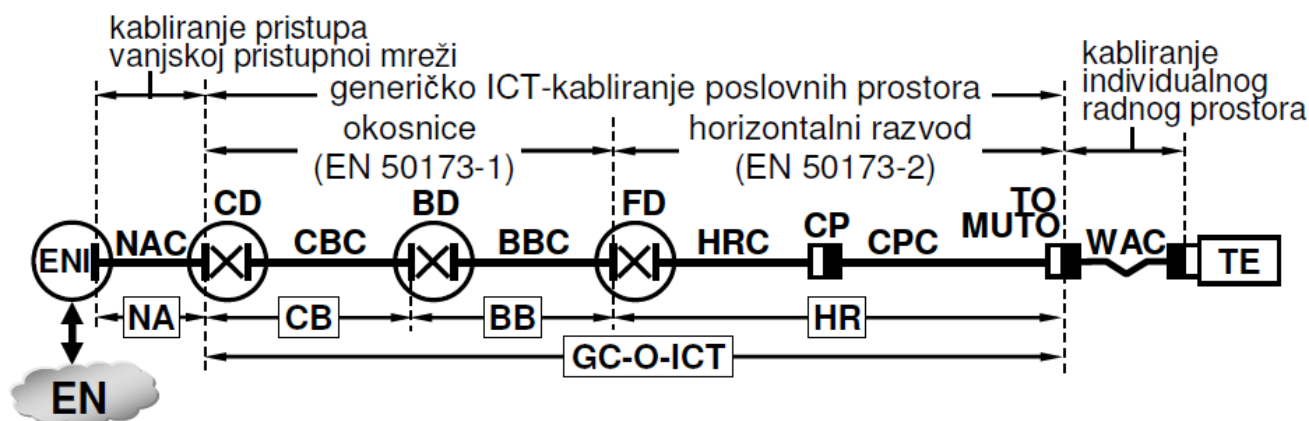 kabliranje pristupa
vanjskoj pristupnoi mreži
kabliranje
individualnog
radnog prostora
generičko ICT-kabliranje poslovnih prostora
okosnice
(EN 50173-1)
horizontalni razvod
(EN 50173-2)
CD
BD
FD
CP
TO
MUTO
ENI
NAC
CBC
BBC
HRC
CPC
WAC
TE
NA
CB
BB
HR
GC-O-ICT
EN